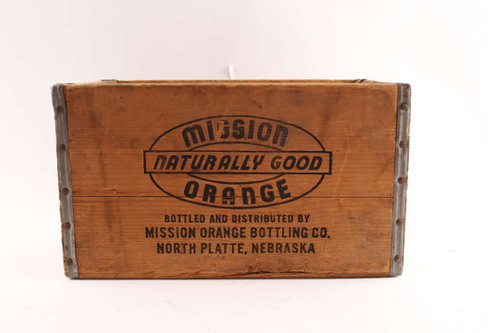 MISSION
NATURALLY GOOD
ORANGE
BOTTLED AND DISTRIBUTED BY
MISSION ORANGE BOTTLING CO.
NORTH PLATTE, NEBRASKA